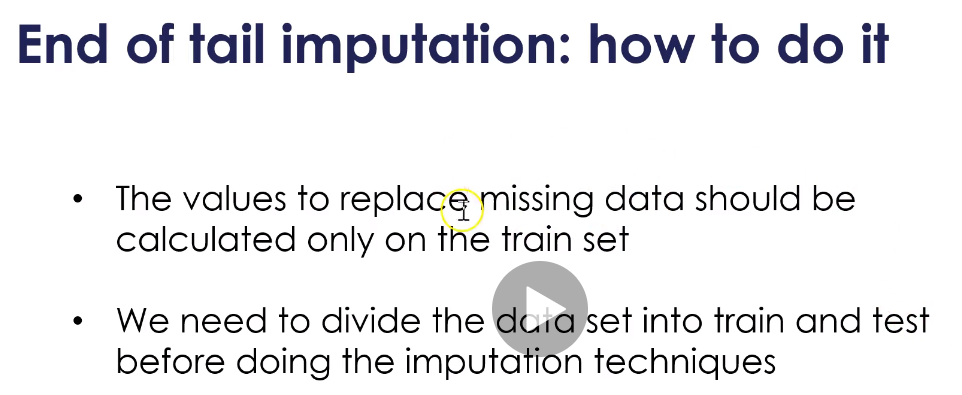 End of tail imputation: how to do it
• The values to replace missing data should be
calculated only on the train set
• We need to divide the data set into train and test
before doing the imputation techniques